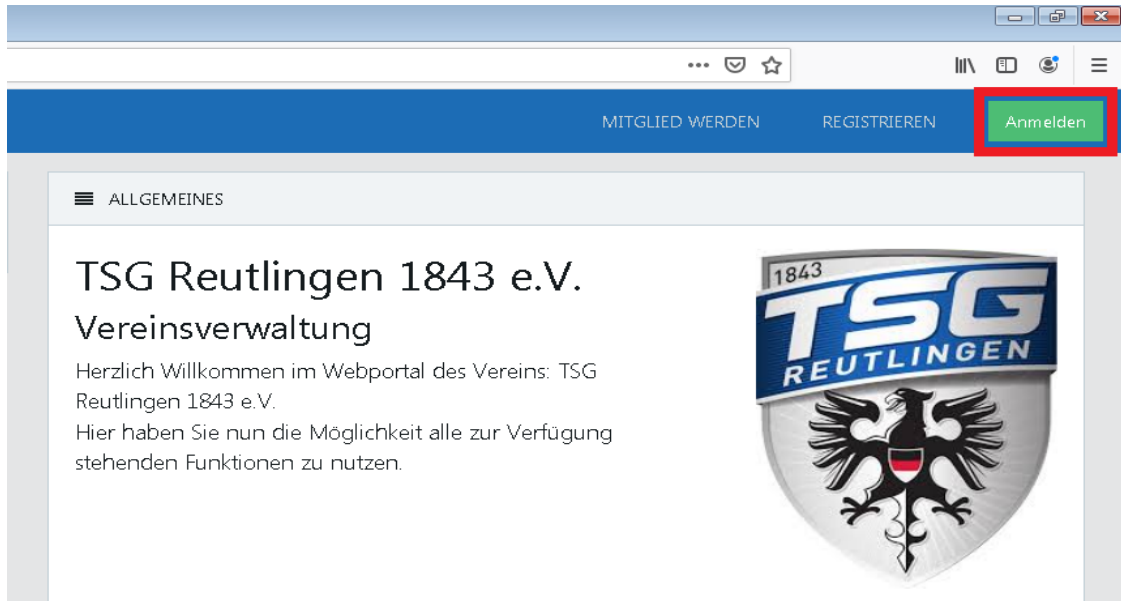 MITGLIED WERDEN REGISTRIEREN Anmelden
ALLGEMEINES
TSG Reutlingen 1843 e.V.
Vereinsverwaltung
Herzlich Willkommen im Webportal des Vereins: TSG
Reutlingen 1843 e.V.
Hier haben Sie nun die Möglichkeit alle zur Verfügung
stehenden Funktionen zu nutzen.
1843
TSG
REUTLINGEN